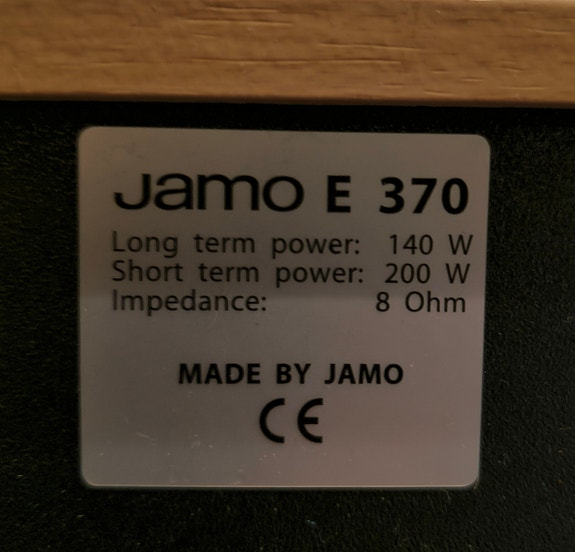 Jamo E 370
Long term power: 140 W
Short term power: 200 W
Impedance: 8 Ohm
MADE BY JAMO
CE